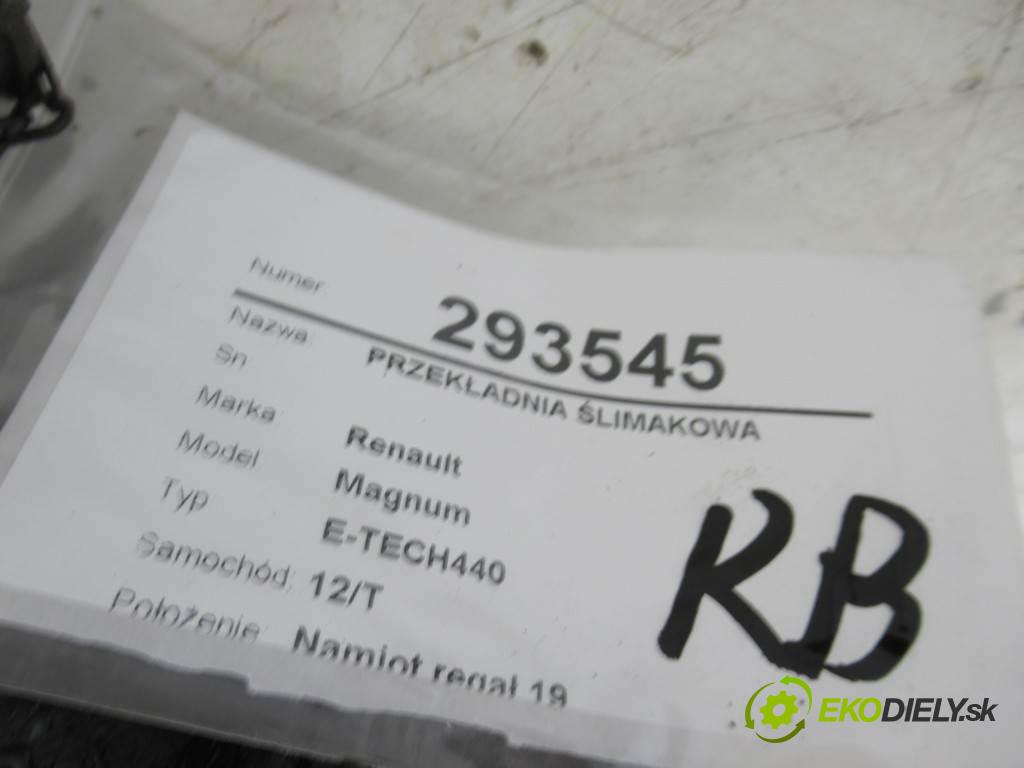 Numer: 293545
Nazwa: PRZEKŁADNIA ŚLIMAKOWA
Sn
Marka Renault
Model Magnum
Typ E-TECH440
Samochód: 12/T
Położenie: Namiot regał 19
RB
EKODIELY.sk